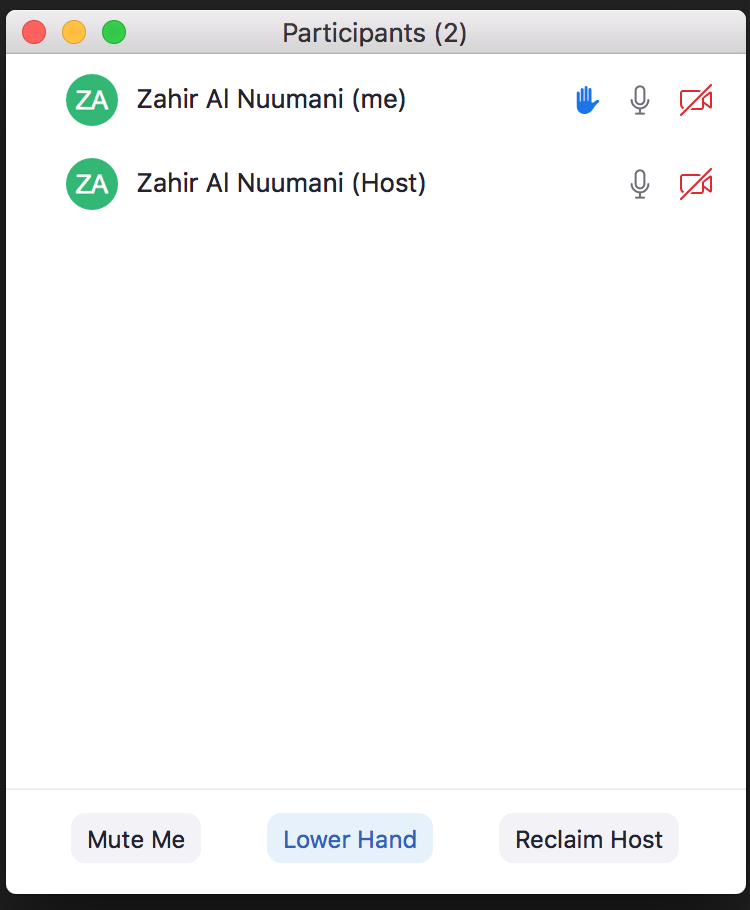 Participants (2)
ZA Zahir Al Nuumani (me)
ZA Zahir Al Nuumani (Host)
Mute Me Lower Hand Reclaim Host